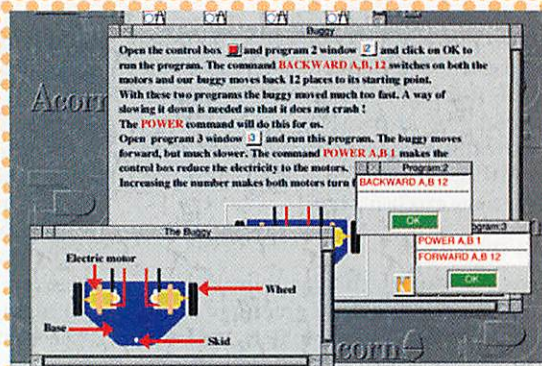 Buggy
Open the control box and program 2 window 2 and click on OK to
run the program. The command BACKWARD A,B, 12 switches on both the
motors and our buggy moves back 12 places to its starting point.
With these two programs the buggy moved much too fast. A way of
slowing it down is needed so that it does not crash !
The POWER command will do this for us.
Open program 3 window 3 and run this program. The buggy moves
forward, but much slower. The command POWER A,B 1 makes the
control box reduce the electricity to the motors.
Increasing the number makes both motors turn
Program:2
BACKWARD A,B 12
OK
Program:3
POWER A,B 1
FORWARD A,B 12
OK
The Buggy
Electric motor
Wheel
Base
Skid
Acorn
corn